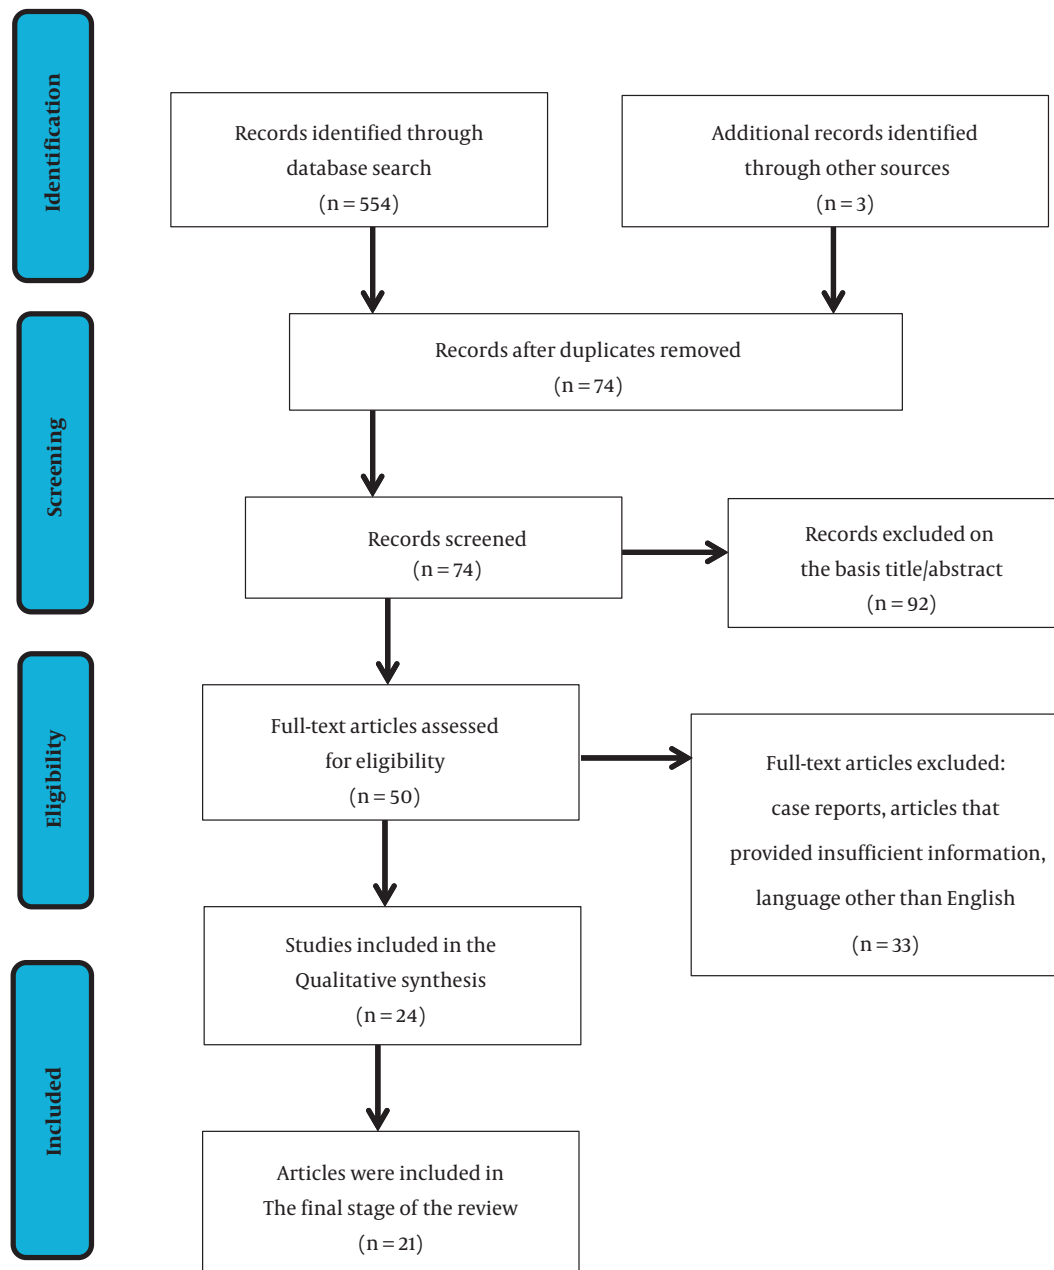 Identification
Records identified through
database search
(n = 554)
Additional records identified
through other sources
(n = 3)
Screening
Records after duplicates removed
(n = 74)
Records screened
(n = 74)
Records excluded on
the basis title/abstract
(n = 92)
Eligibility
Full-text articles assessed
for eligibility
(n = 50)
Full-text articles excluded:
case reports, articles that
provided insufficient information,
language other than English
(n = 33)
Studies included in the
Qualitative synthesis
(n = 24)
Included
Articles were included in
The final stage of the review
(n = 21)